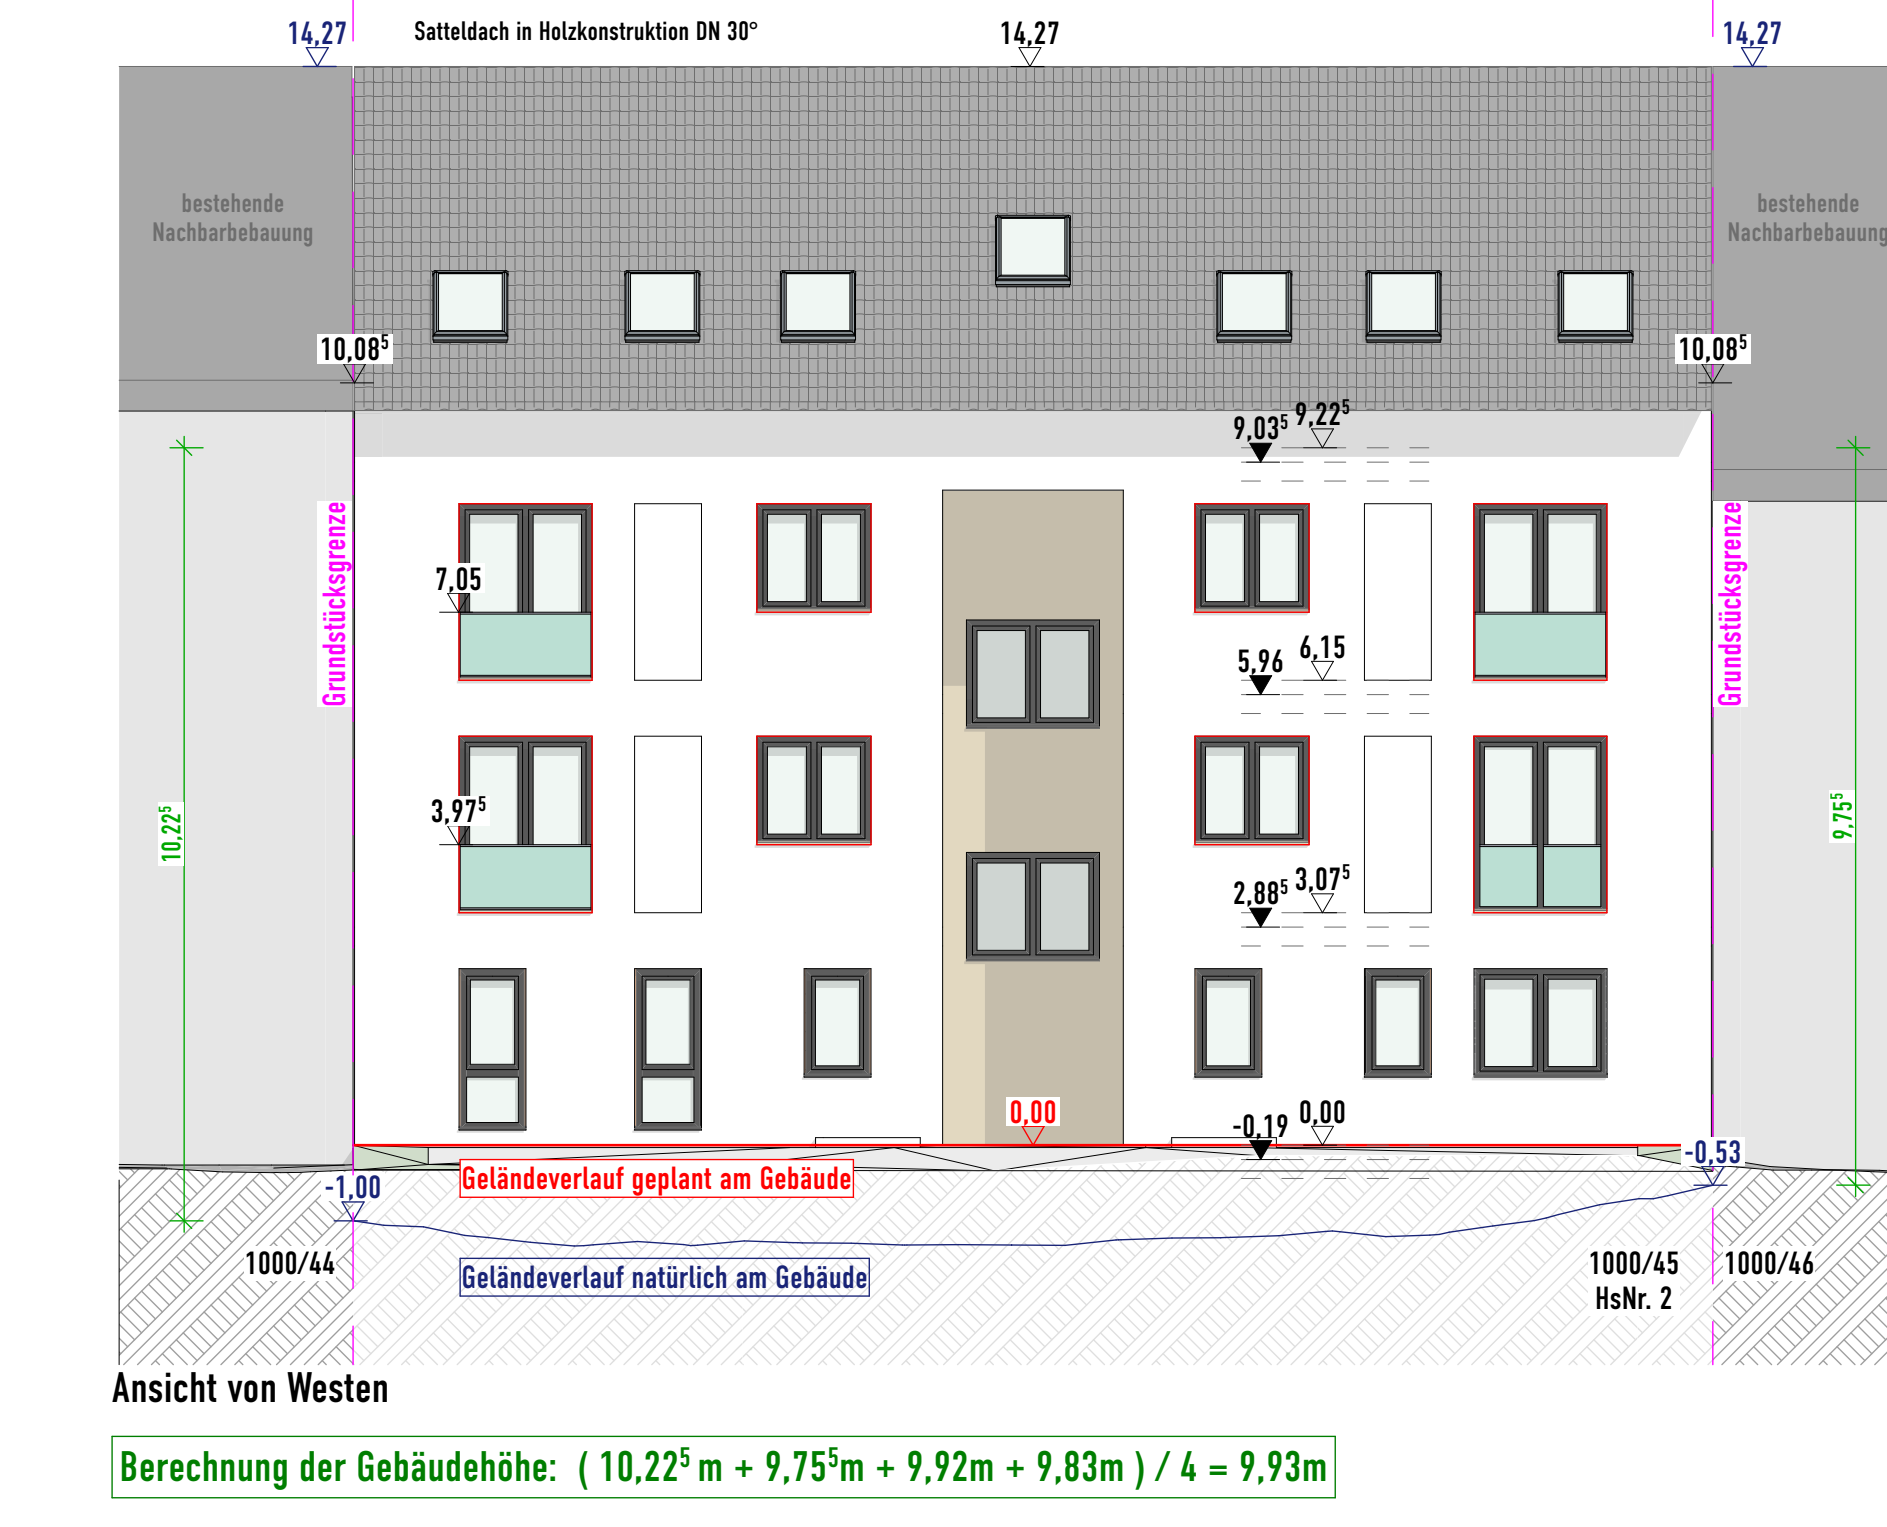 14,27
Satteldach in Holzkonstruktion DN 30°
14,27
14,27
bestehende
Nachbarbebauung
bestehende
Nachbarbebauung
10,08⁵
10,08⁵
9,03⁵
9,22⁵
Grundstücksgrenze
Grundstücksgrenze
7,05
5,96
6,15
10,22⁵
9,75⁵
3,97⁵
2,88⁵
3,07⁵
0,00
-0,19
0,00
-0,53
Geländeverlauf geplant am Gebäude
-1,00
1000/44
Geländeverlauf natürlich am Gebäude
1000/45
HsNr. 2
1000/46
Ansicht von Westen
Berechnung der Gebäudehöhe: ( 10,22⁵ m + 9,75⁵m + 9,92m + 9,83m ) / 4 = 9,93m